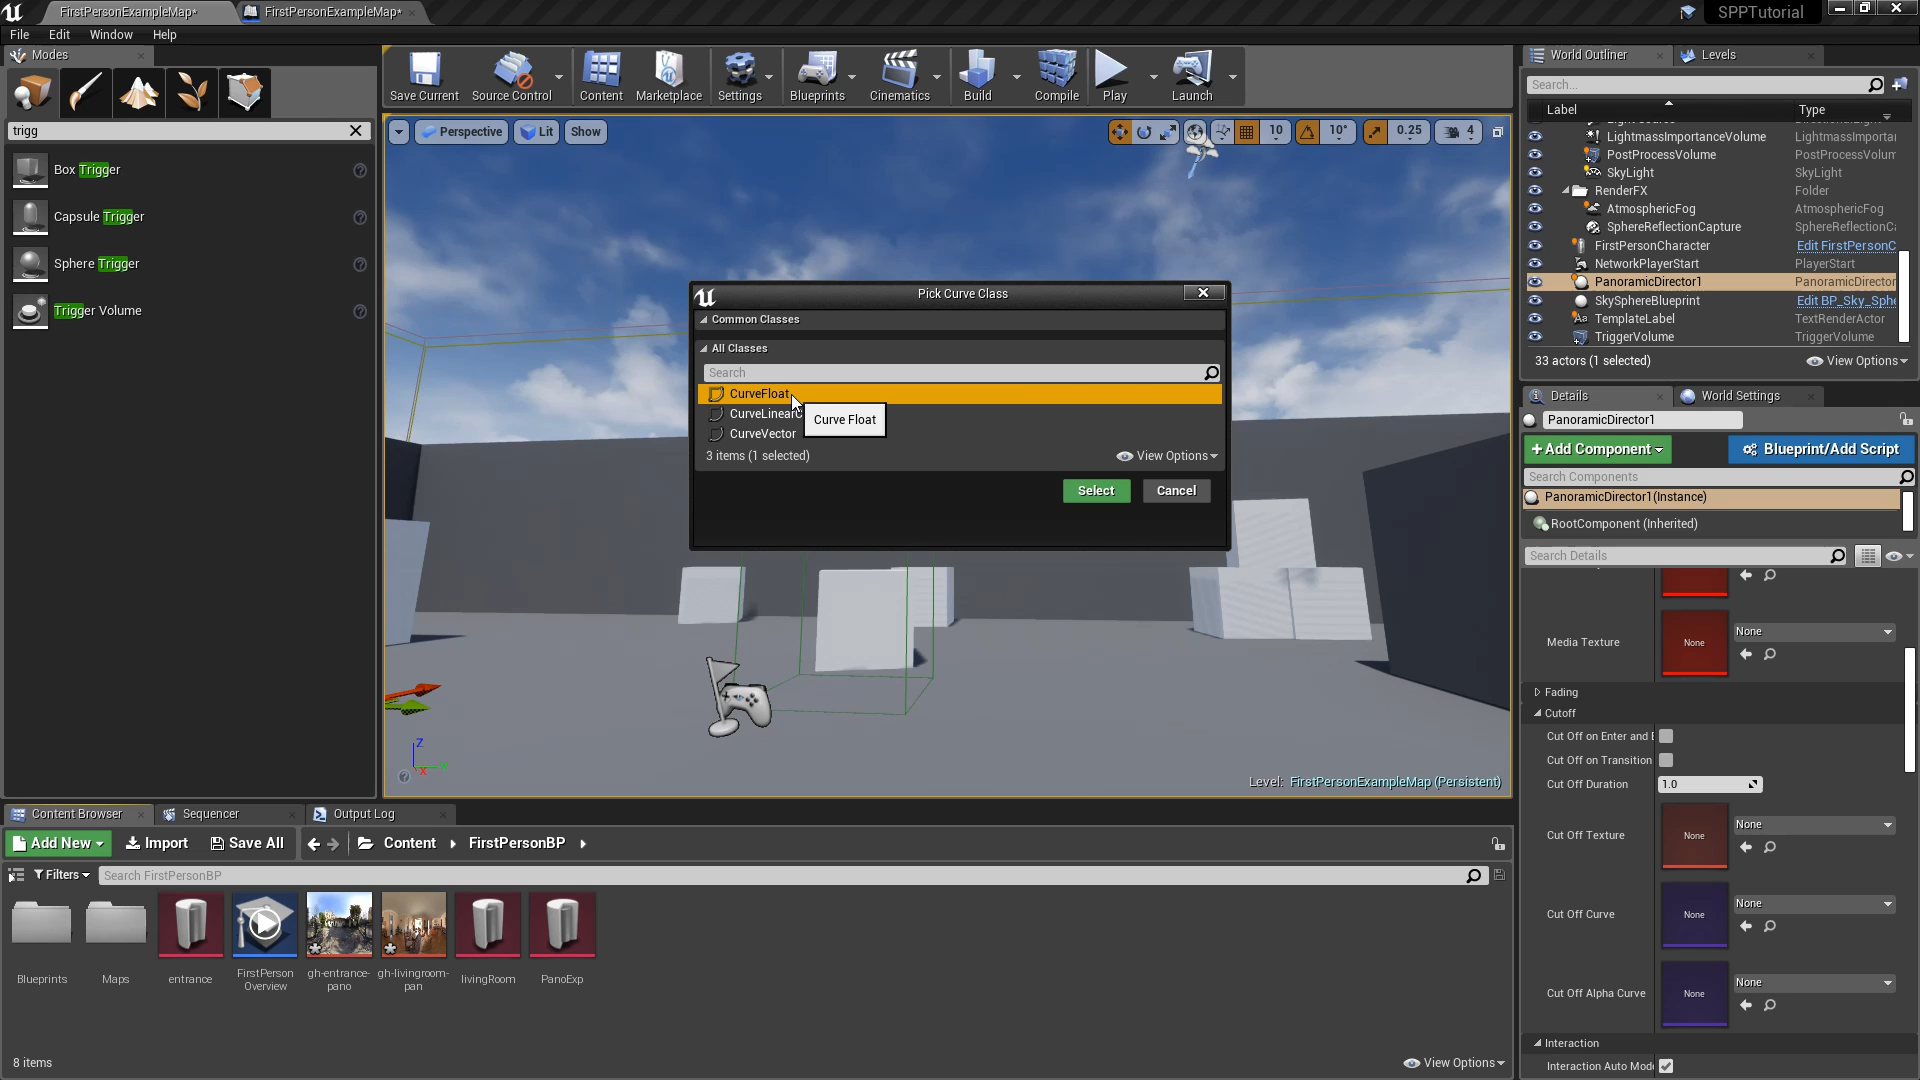 FirstPersonExampleMap*
FirstPersonExampleMap*
SPPTutorial
File Edit Window Help
Modes
trigg
Box Trigger
Capsule Trigger
Sphere Trigger
Trigger Volume
Save Current
Source Control
Content
Marketplace
Settings
Blueprints
Cinematics
Build
Compile
Play
Launch
Perspective
Lit
Show
10
10°
0.25
4
Pick Curve Class
Common Classes
All Classes
Search
CurveFloat
CurveLinearC
CurveVector
Curve Float
3 items (1 selected)
View Options
Select
Cancel
Z
X
Level: FirstPersonExampleMap (Persistent)
World Outliner
Levels
Search...
Label
Type
LightmassImportanceVolume LightmassImportar
PostProcessVolume PostProcessVolum
SkyLight SkyLight
RenderFX Folder
AtmosphericFog AtmosphericFog
SphereReflectionCapture SphereReflectionCa
FirstPersonCharacter Edit FirstPersonC
NetworkPlayerStart PlayerStart
PanoramicDirector1 PanoramicDirector
SkySphereBlueprint Edit BP_Sky_Sphe
TemplateLabel TextRenderActor
TriggerVolume TriggerVolume
33 actors (1 selected)
View Options
Details
World Settings
PanoramicDirector1
+Add Component
Blueprint/Add Script
Search Components
PanoramicDirector1(Instance)
RootComponent (Inherited)
Search Details
Media Texture
None
None
Fading
Cutoff
Cut Off on Enter and E
Cut Off on Transition
Cut Off Duration
1.0
Cut Off Texture
None
None
Cut Off Curve
None
None
Cut Off Alpha Curve
None
None
Interaction
Interaction Auto Mode
Content Browser
Sequencer
Output Log
Add New
Import
Save All
Content
FirstPersonBP
Filters
Search FirstPersonBP
Blueprints
Maps
entrance
FirstPerson
Overview
gh-entrance-
pano
gh-livingroom-
pan
livingRoom
PanoExp
8 items
View Options